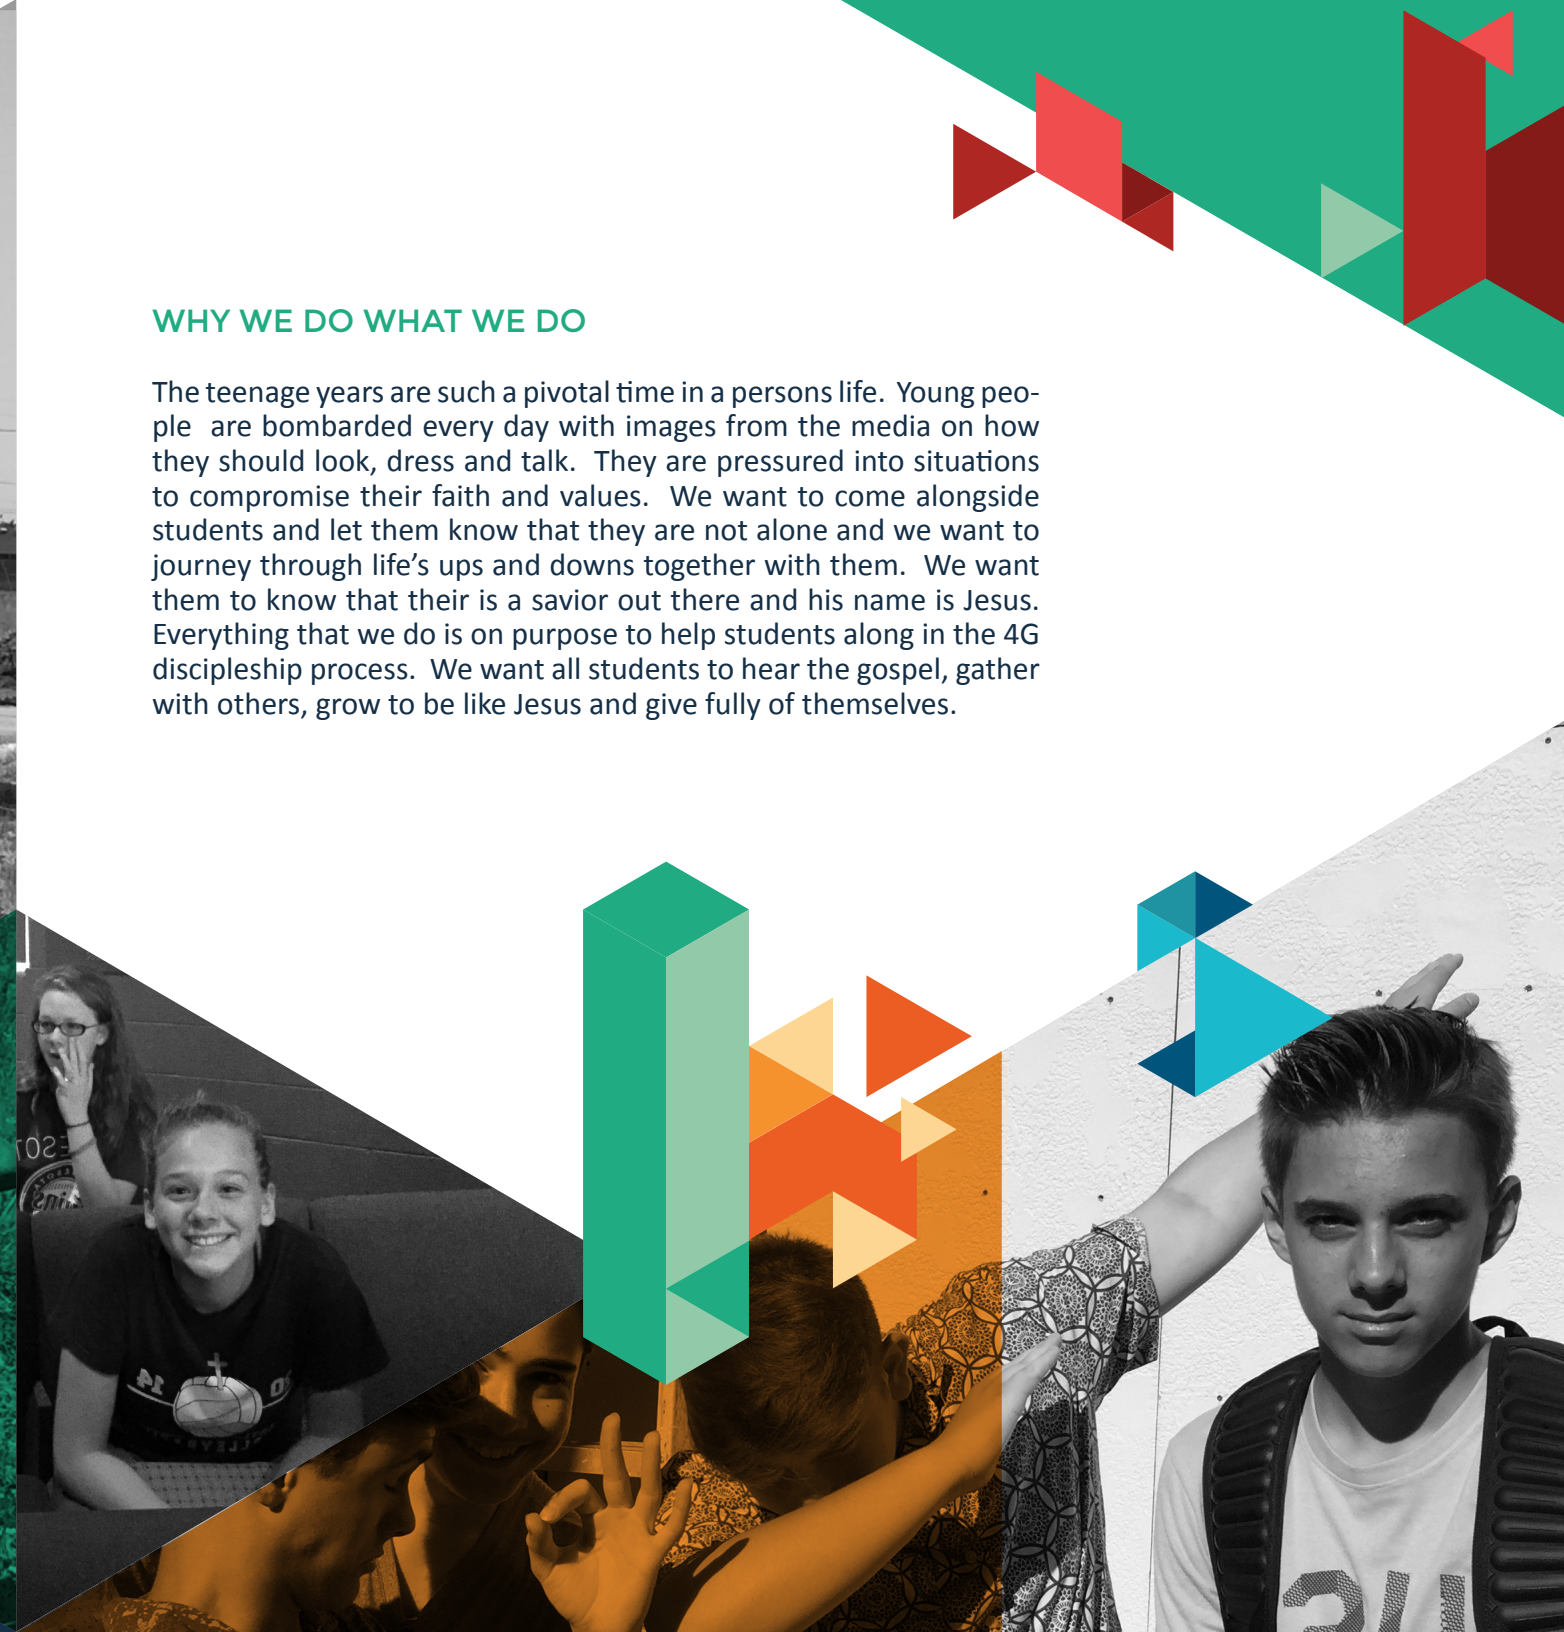 WHY WE DO WHAT WE DO
The teenage years are such a pivotal time in a persons life.  Young peo-
ple  are bombarded every day with images from the media on how
they should look, dress and talk.  They are pressured into situations
to compromise their faith and values.  We want to come alongside
students and let them know that they are not alone and we want to
journey through life’s ups and downs together with them.  We want
them to know that their is a savior out there and his name is Jesus.
Everything that we do is on purpose to help students along in the 4G
discipleship process.  We want all students to hear the gospel, gather
with others, grow to be like Jesus and give fully of themselves.